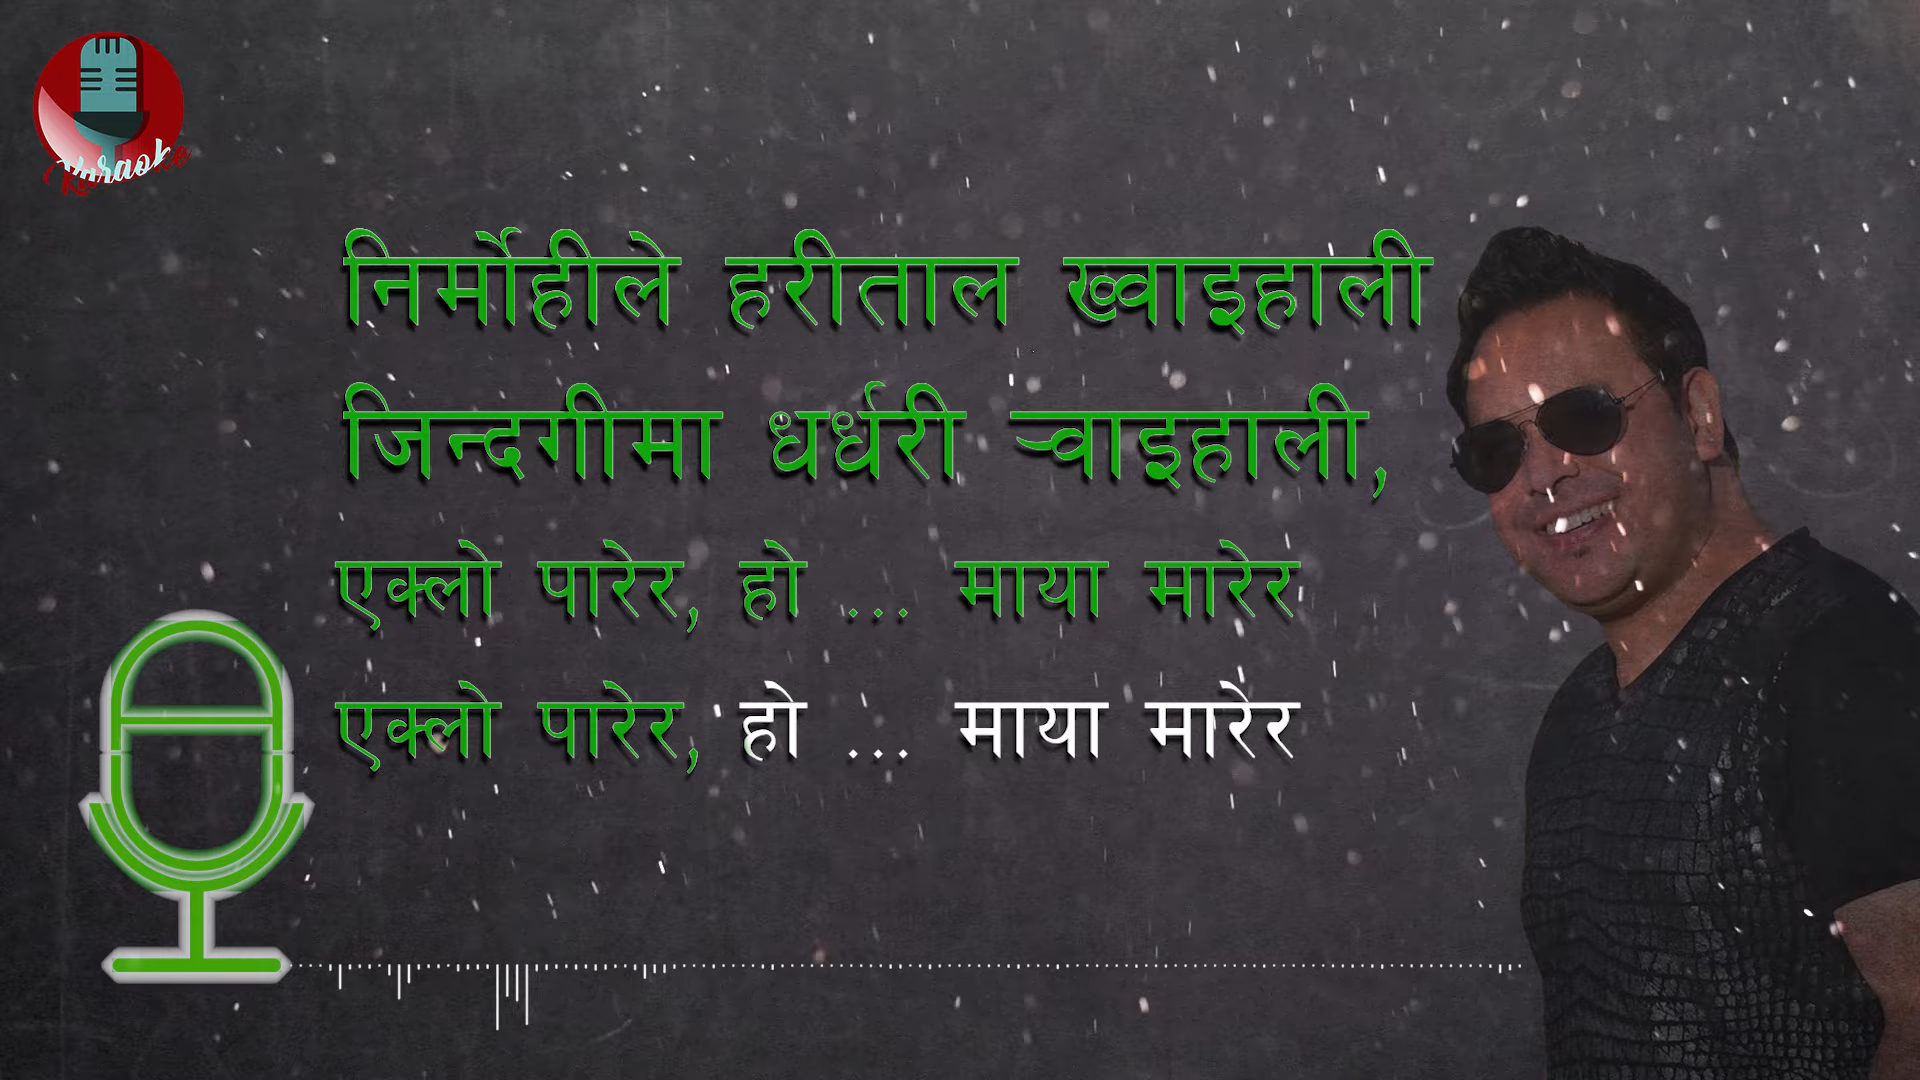 Karaoke
निर्मोहीले हरीताल ख्वाइहाली
जिन्दगीमा धर्धरी र्‍वाइहाली,
एक्लो पारेर, हो ... माया मारेर
एक्लो पारेर, हो ... माया मारेर